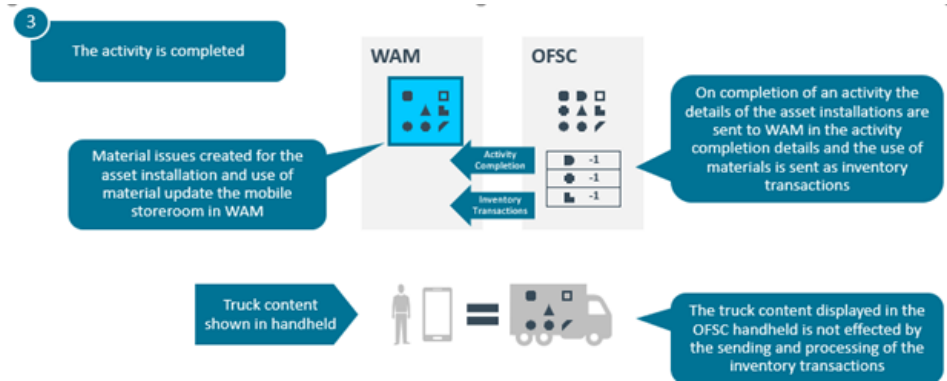 3
The activity is completed
WAM
OFSC
On completion of an activity the
details of the asset installations are
sent to WAM in the activity
completion details and the use of
materials is sent as inventory
transactions
Material issues created for the
asset installation and use of
material update the mobile
storeroom in WAM
Activity
Completion
Inventory
Transactions
-1
-1
-1
Truck content
shown in handheld
The truck content displayed in the
OFSC handheld is not effected by
the sending and processing of the
inventory transactions